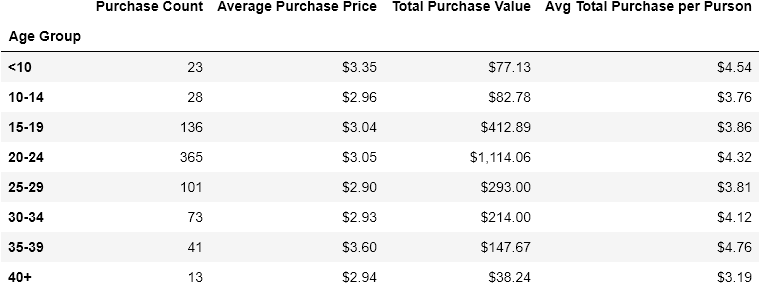 Purchase Count Average Purchase Price Total Purchase Value Avg Total Purchase per Purson
Age Group
<10 23 $3.35 $77.13 $4.54
10-14 28 $2.96 $82.78 $3.76
15-19 136 $3.04 $412.89 $3.86
20-24 365 $3.05 $1,114.06 $4.32
25-29 101 $2.90 $293.00 $3.81
30-34 73 $2.93 $214.00 $4.12
35-39 41 $3.60 $147.67 $4.76
40+ 13 $2.94 $38.24 $3.19